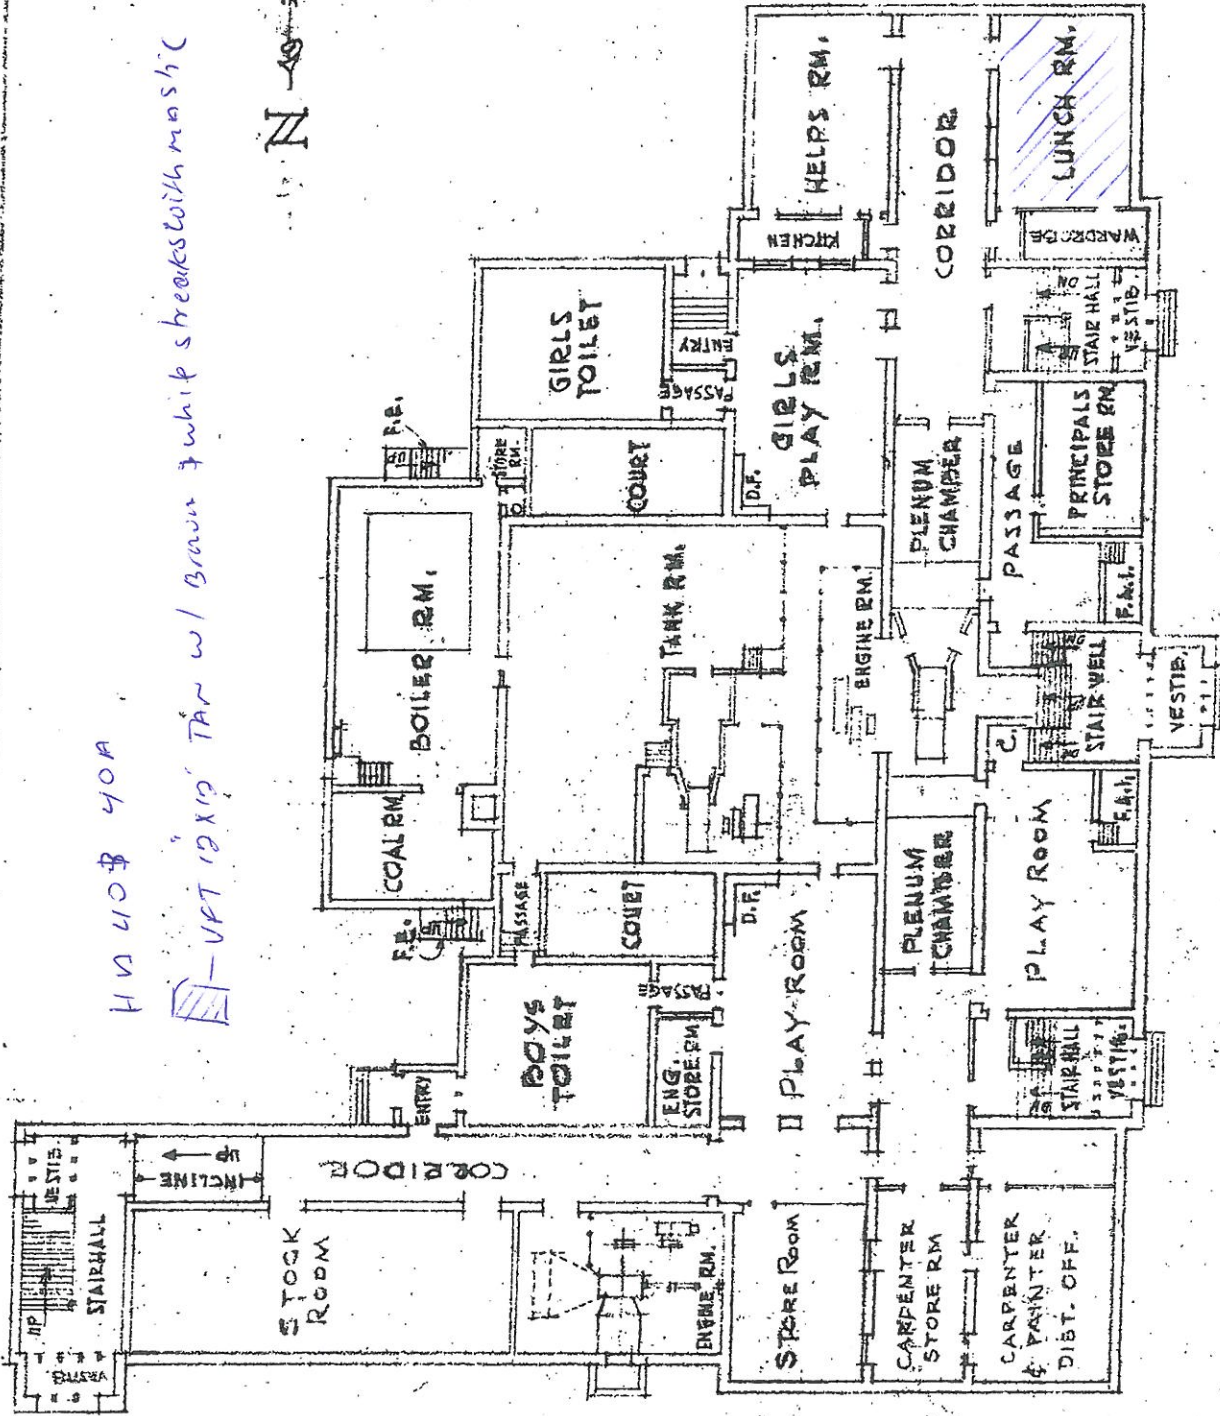 HN 40B 40A
- VFT 12"X12" TAN w/ Brown & white streaks with mastic
N
HELPS RM.
KITCHEN
CORRIDOR
LUNCH RM.
WARDROBE
GIRLS
TOILET
ENTRY
PASSAGE
GIRLS
PLAY RM.
D.F.
STAIR HALL
VESTIB.
F.E.
STORE
RM.
COURT
PLENUM
CHAMBER
PASSAGE
PRINCIPALS
STORE RM.
F.A.I.
BOILER RM.
TANK RM.
ENGINE RM.
STAIR WELL
VESTIB.
C.
COAL RM.
F.E.
PASSAGE
COURT
D.F.
PLENUM
CHAMBER
PLAY ROOM
F.A.I.
BOYS
TOILET
PASSAGE
ENG.
STORE RM
PLAY-ROOM
STAIR HALL
VESTIB.
ENTRY
VESTIB.
UP
INCLINE
CORRIDOR
UP
STAIRHALL
VESTIB.
STOCK
ROOM
ENGINE RM.
STORE ROOM
CARPENTER
STORE RM
CARPENTER
& PAINTER
DIST. OFF.